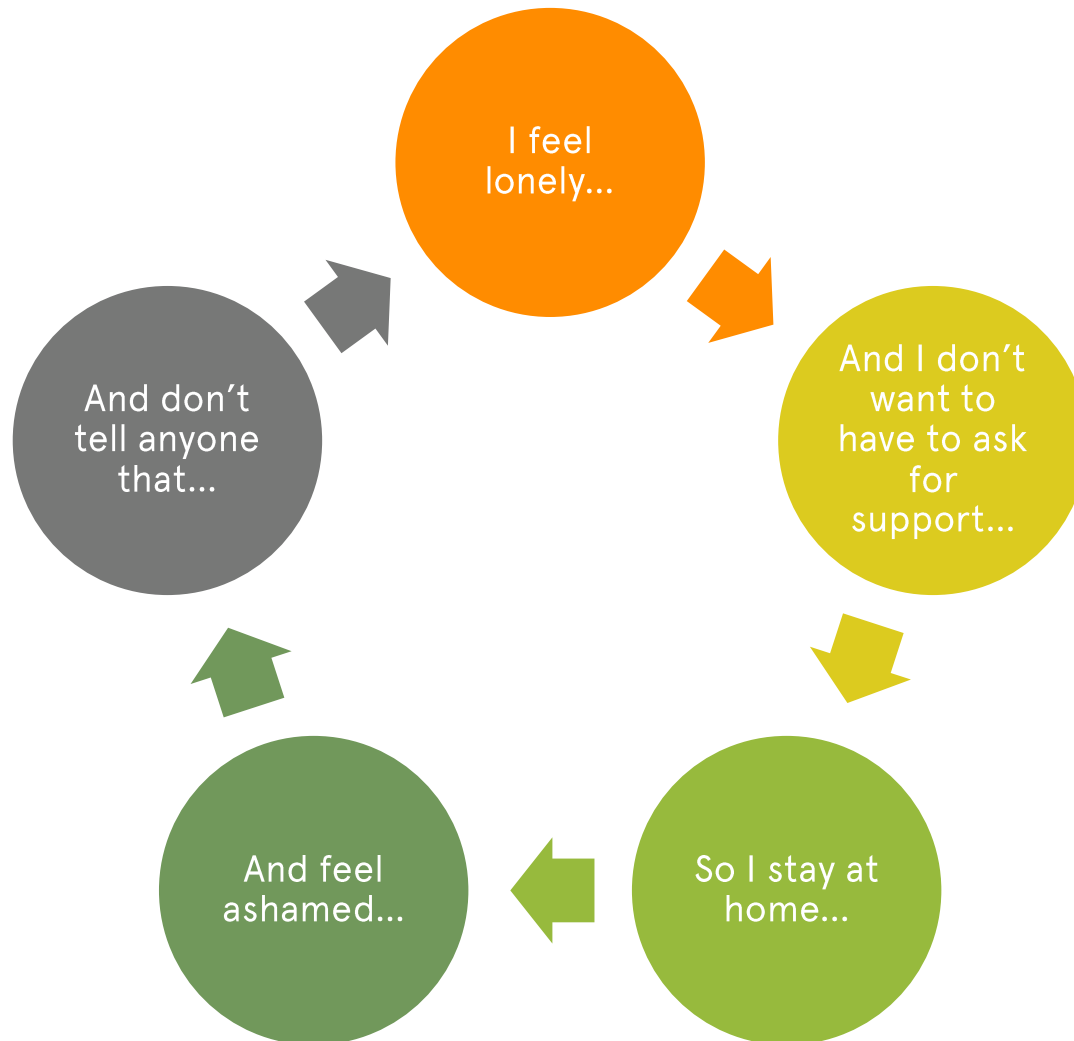 I feel
lonely...
And I don’t
want to
have to ask
for
support...
So I stay at
home...
And feel
ashamed...
And don’t
tell anyone
that...